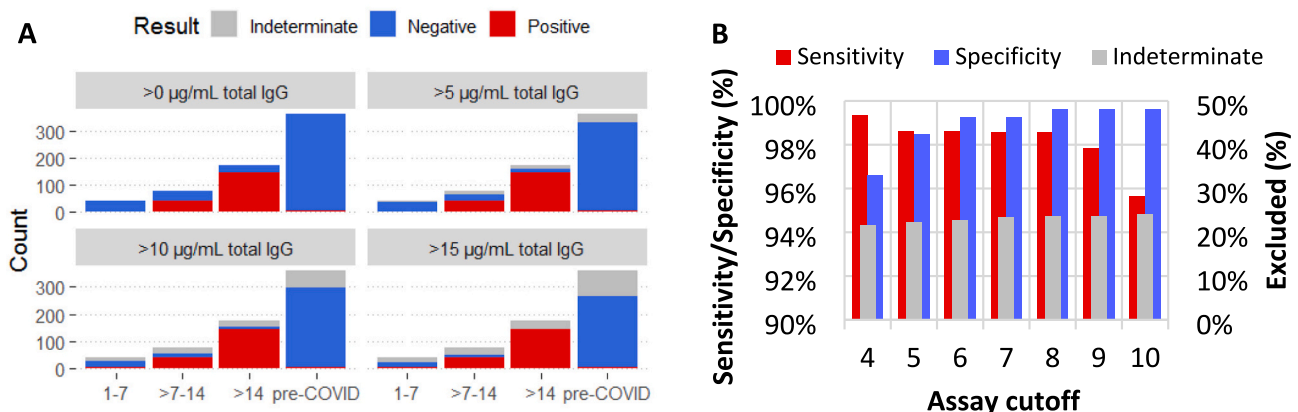 A
Result Indeterminate Negative Positive
>0 µg/mL total IgG
>5 µg/mL total IgG
300
200
100
0
>10 µg/mL total IgG
>15 µg/mL total IgG
300
200
100
0
Count
1-7 >7-14 >14 pre-COVID
1-7 >7-14 >14 pre-COVID
B
Sensitivity Specificity Indeterminate
Sensitivity/Specificity (%)
100%
98%
96%
94%
92%
90%
50%
40%
30%
20%
10%
0%
Excluded (%)
4 5 6 7 8 9 10
Assay cutoff